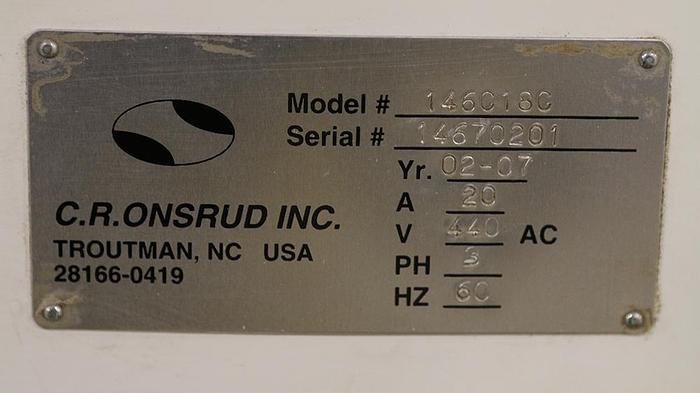 Model # 146C18C
Serial # 14670201
Yr. 02-07
A 20
V 440 AC
PH 3
HZ 60
C.R.ONSRUD INC.
TROUTMAN, NC USA
28166-0419